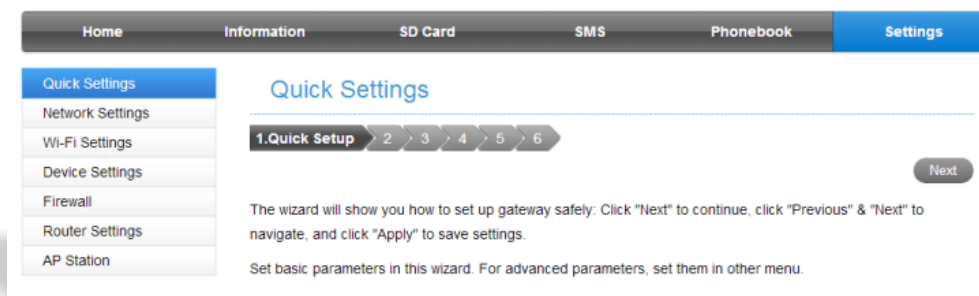 Home Information SD Card SMS Phonebook Settings
Quick Settings
Network Settings
Wi-Fi Settings
Device Settings
Firewall
Router Settings
AP Station
Quick Settings
1.Quick Setup 2 3 4 5 6
Next
The wizard will show you how to set up gateway safely: Click "Next" to continue, click "Previous" & "Next" to
navigate, and click "Apply" to save settings.
Set basic parameters in this wizard. For advanced parameters, set them in other menu.